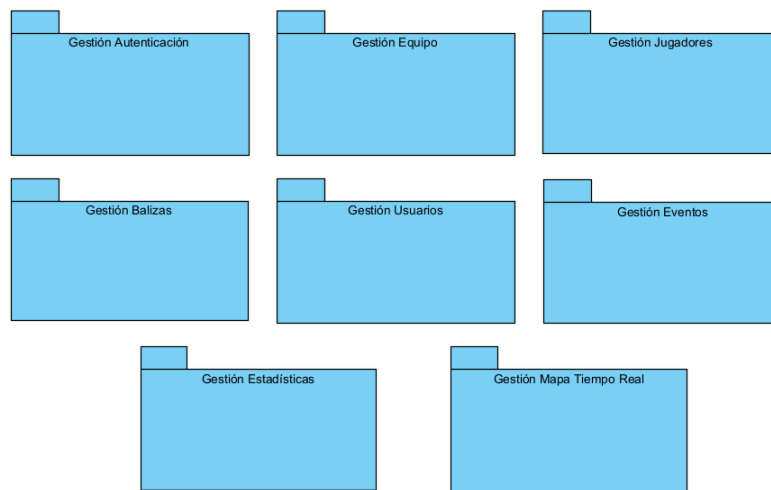 Gestión Autenticación
Gestión Equipo
Gestión Jugadores
Gestión Balizas
Gestión Usuarios
Gestión Eventos
Gestión Estadísticas
Gestión Mapa Tiempo Real